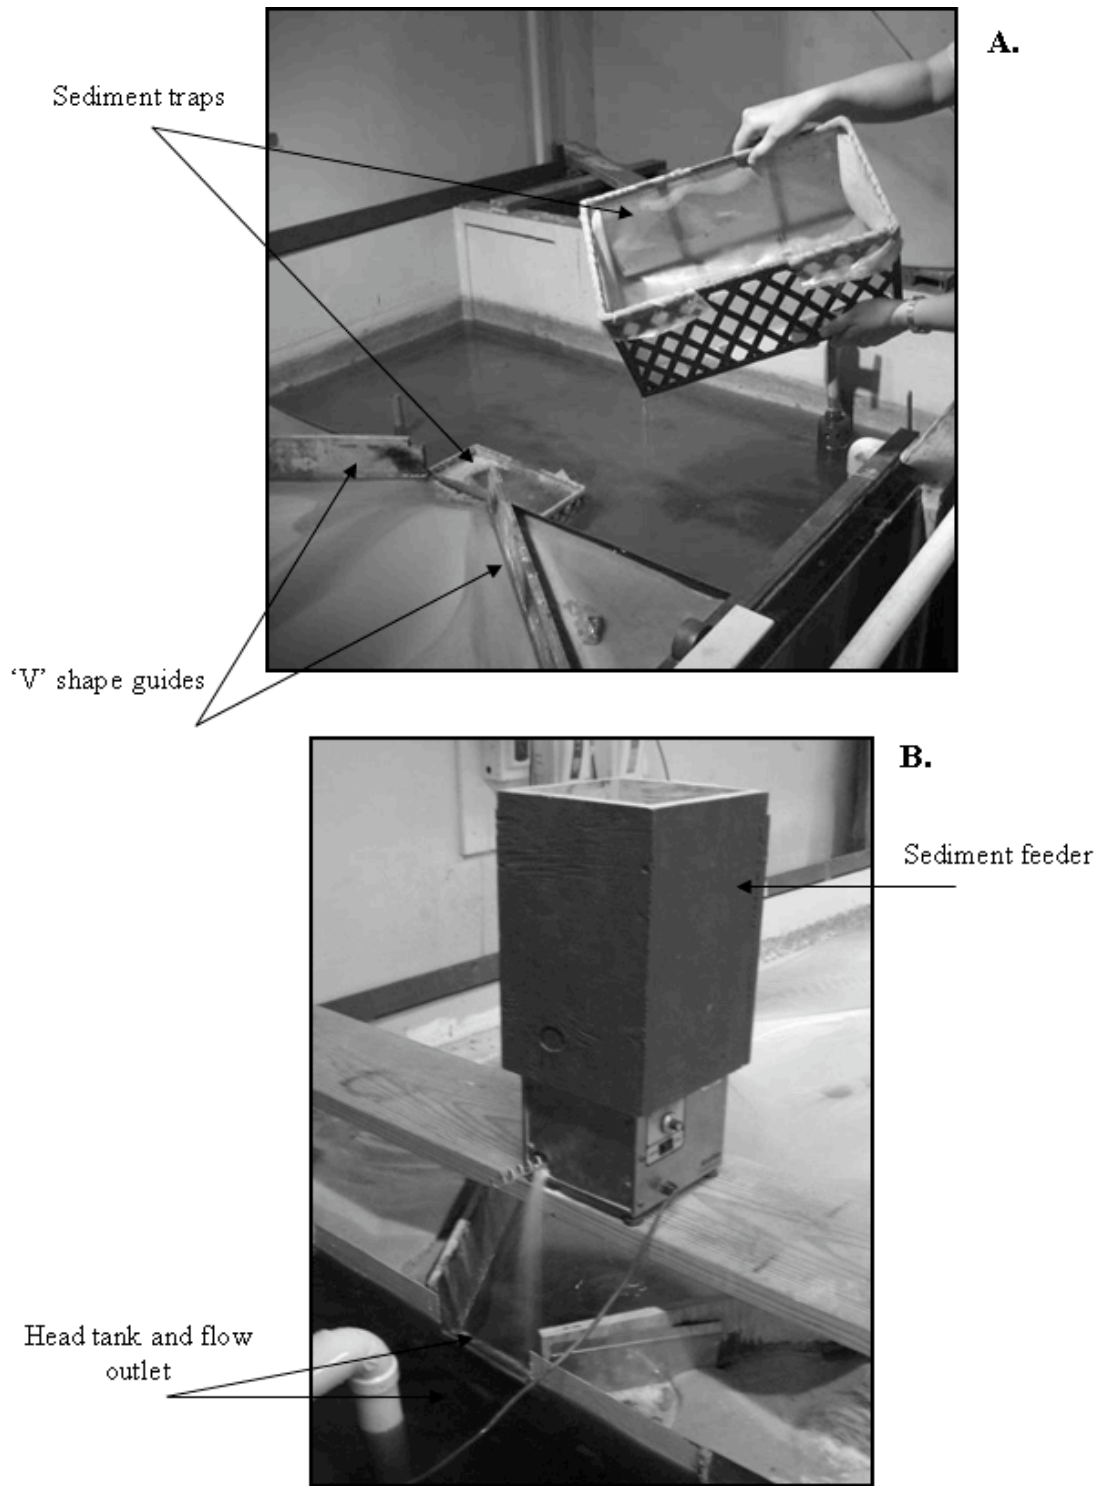 A.
Sediment traps
‘V’ shape guides
B.
Sediment feeder
Head tank and flow
outlet